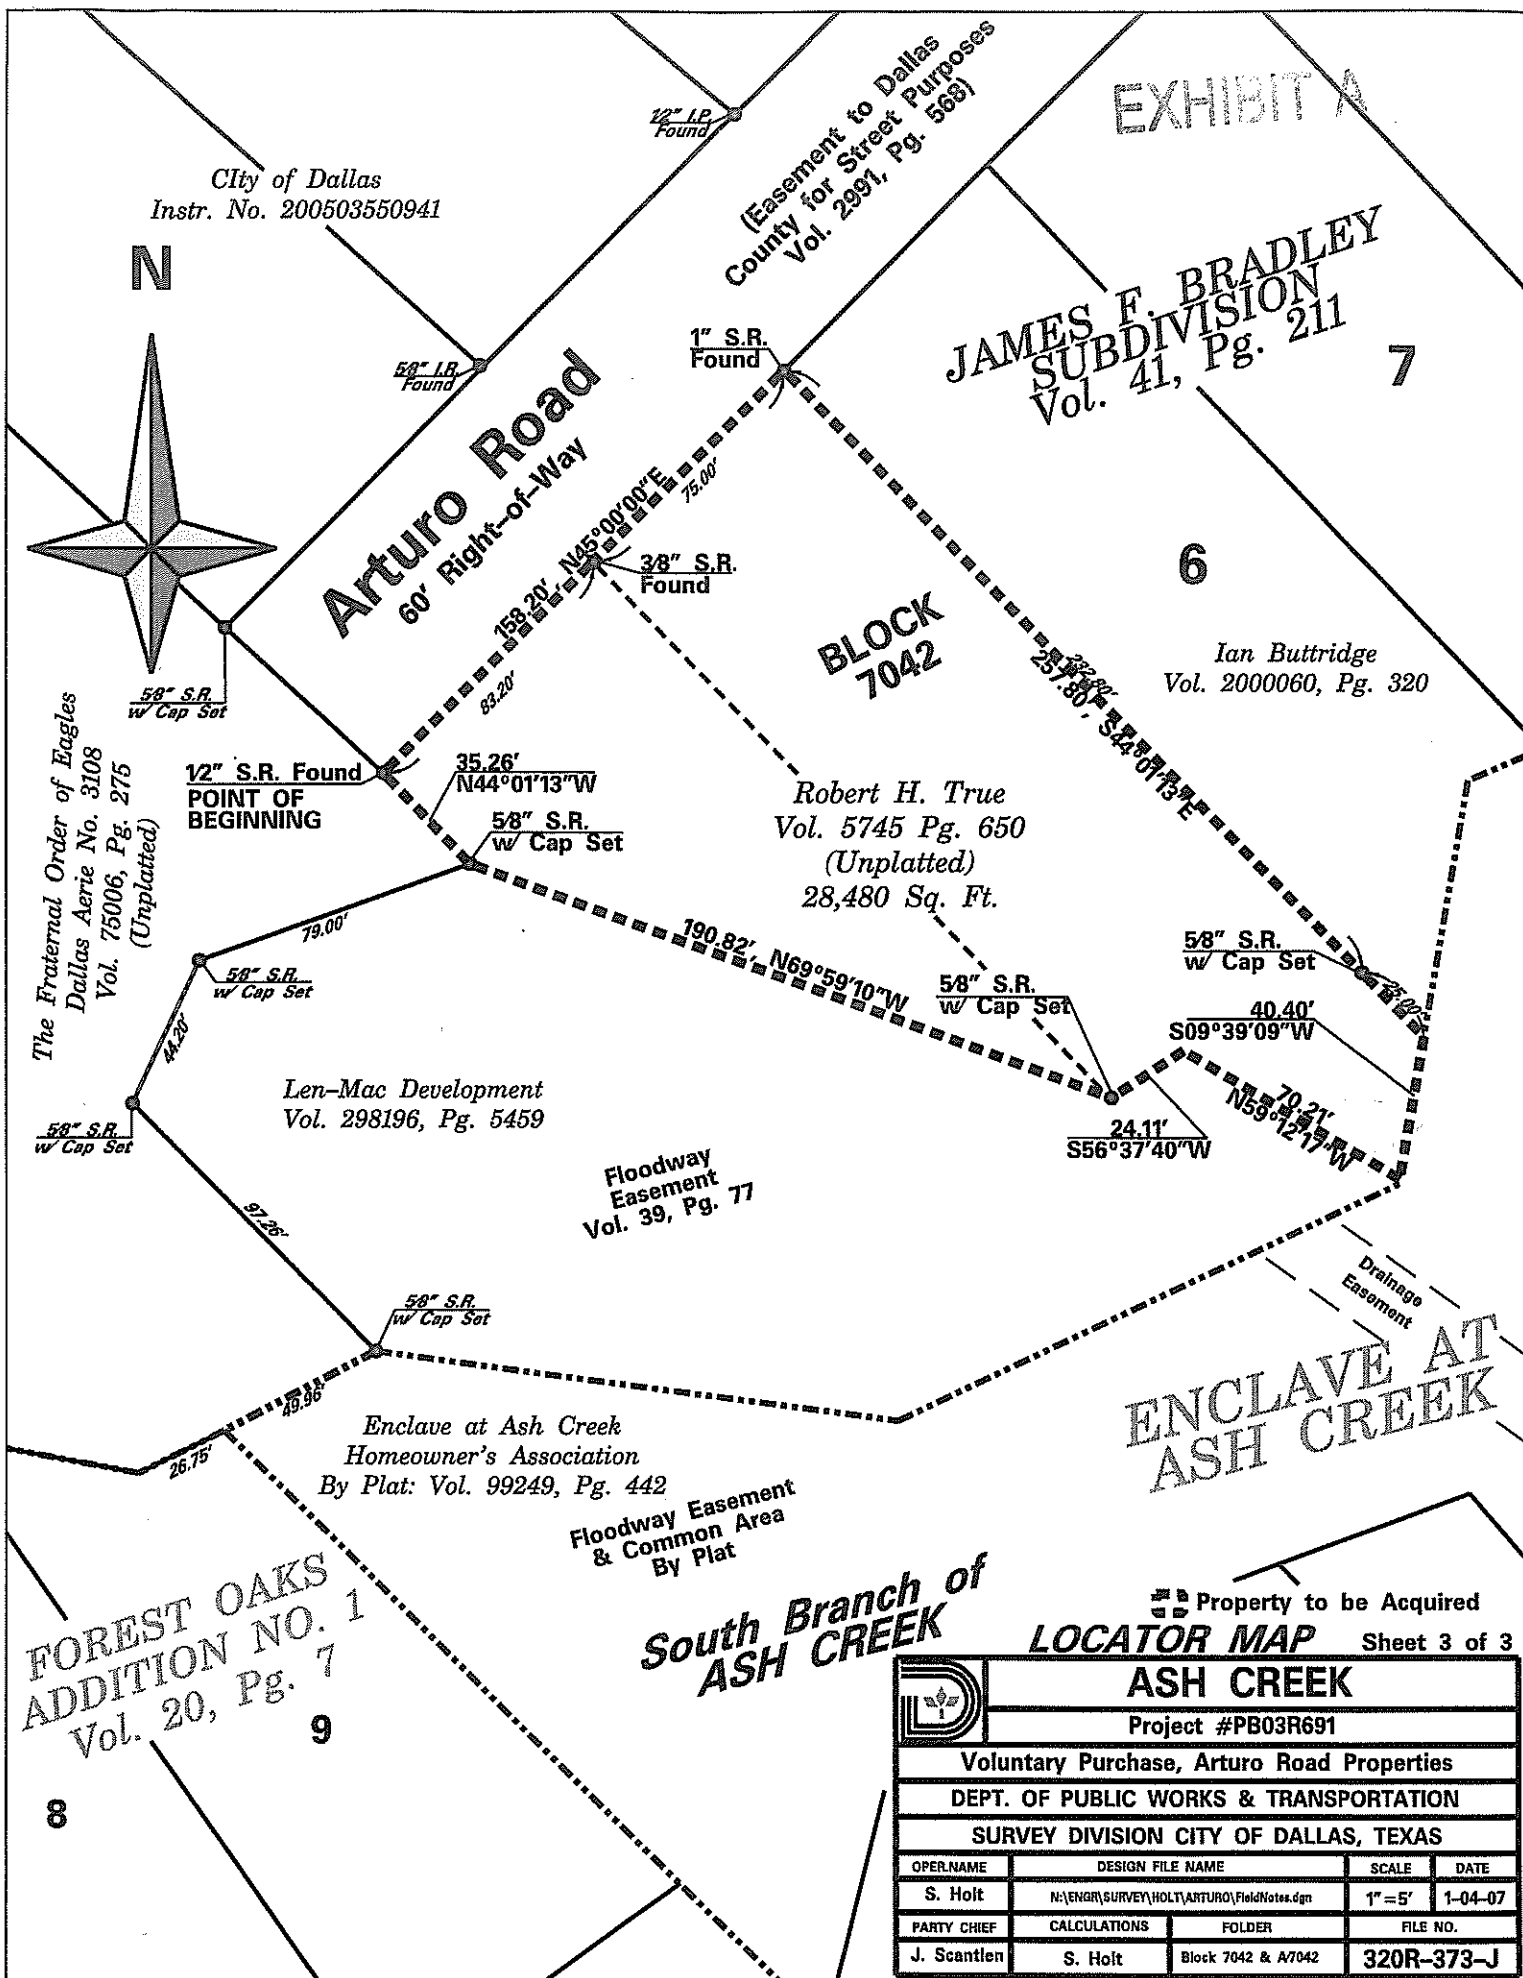 EXHIBIT A
1/2" I.P.
Found
(Easement to Dallas
County for Street Purposes
Vol. 2991, Pg. 568)
CIty of Dallas
Instr. No. 200503550941
N
JAMES F. BRADLEY
SUBDIVISION
Vol. 41, Pg. 211
7
1" S.R.
Found
5/8" I.R.
Found
Arturo Road
60' Right-of-Way
75.00'
158.20', N45°00'00"E
3/8" S.R.
Found
83.20'
6
BLOCK
7042
Ian Buttridge
Vol. 2000060, Pg. 320
232.80'
257.80', S44°01'13"E
5/8" S.R.
w/ Cap Set
The Fraternal Order of Eagles
Dallas Aerie No. 3108
Vol. 75006, Pg. 275
(Unplatted)
1/2" S.R. Found
POINT OF
BEGINNING
35.26'
N44°01'13"W
5/8" S.R.
w/ Cap Set
Robert H. True
Vol. 5745 Pg. 650
(Unplatted)
28,480 Sq. Ft.
79.00'
190.82', N69°59'10"W
5/8" S.R.
w/ Cap Set
5/8" S.R.
w/ Cap Set
5/8" S.R.
w/ Cap Set
25.00'
40.40'
S09°39'09"W
44.20'
Len-Mac Development
Vol. 298196, Pg. 5459
5/8" S.R.
w/ Cap Set
70.21'
N59°12'17"W
24.11'
S56°37'40"W
Floodway
Easement
Vol. 39, Pg. 77
97.26'
Drainage
Easement
5/8" S.R.
w/ Cap Set
ENCLAVE AT
ASH CREEK
49.96'
26.75'
Enclave at Ash Creek
Homeowner's Association
By Plat: Vol. 99249, Pg. 442
Floodway Easement
& Common Area
By Plat
FOREST OAKS
ADDITION NO. 1
Vol. 20, Pg. 7
9
8
South Branch of
ASH CREEK
Property to be Acquired
LOCATOR MAP Sheet 3 of 3
ASH CREEK
Project #PB03R691
Voluntary Purchase, Arturo Road Properties
DEPT. OF PUBLIC WORKS & TRANSPORTATION
SURVEY DIVISION CITY OF DALLAS, TEXAS
OPER.NAME DESIGN FILE NAME SCALE DATE
S. Holt N:\ENGR\SURVEY\HOLT\ARTURO\FieldNotes.dgn 1"=5' 1-04-07
PARTY CHIEF CALCULATIONS FOLDER FILE NO.
J. Scantlen S. Holt Block 7042 & A/7042 320R-373-J